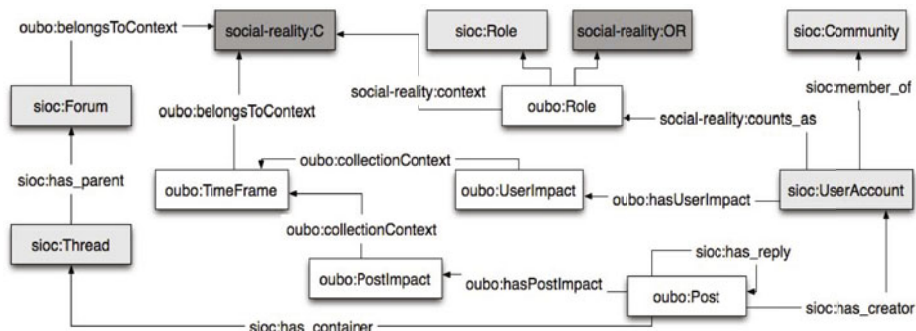 oubo:belongsToContext
social-reality:C
sioc:Role
social-reality:OR
sioc:Community
oubo:belongsToContext
social-reality:context
sioc:member_of
sioc:Forum
oubo:Role
social-reality:counts_as
oubo:collectionContext
sioc:has_parent
oubo:TimeFrame
oubo:UserImpact
oubo:hasUserImpact
sioc:UserAccount
oubo:collectionContext
sioc:Thread
sioc:has_reply
oubo:PostImpact
oubo:hasPostImpact
oubo:Post
sioc:has_creator
sioc:has_container